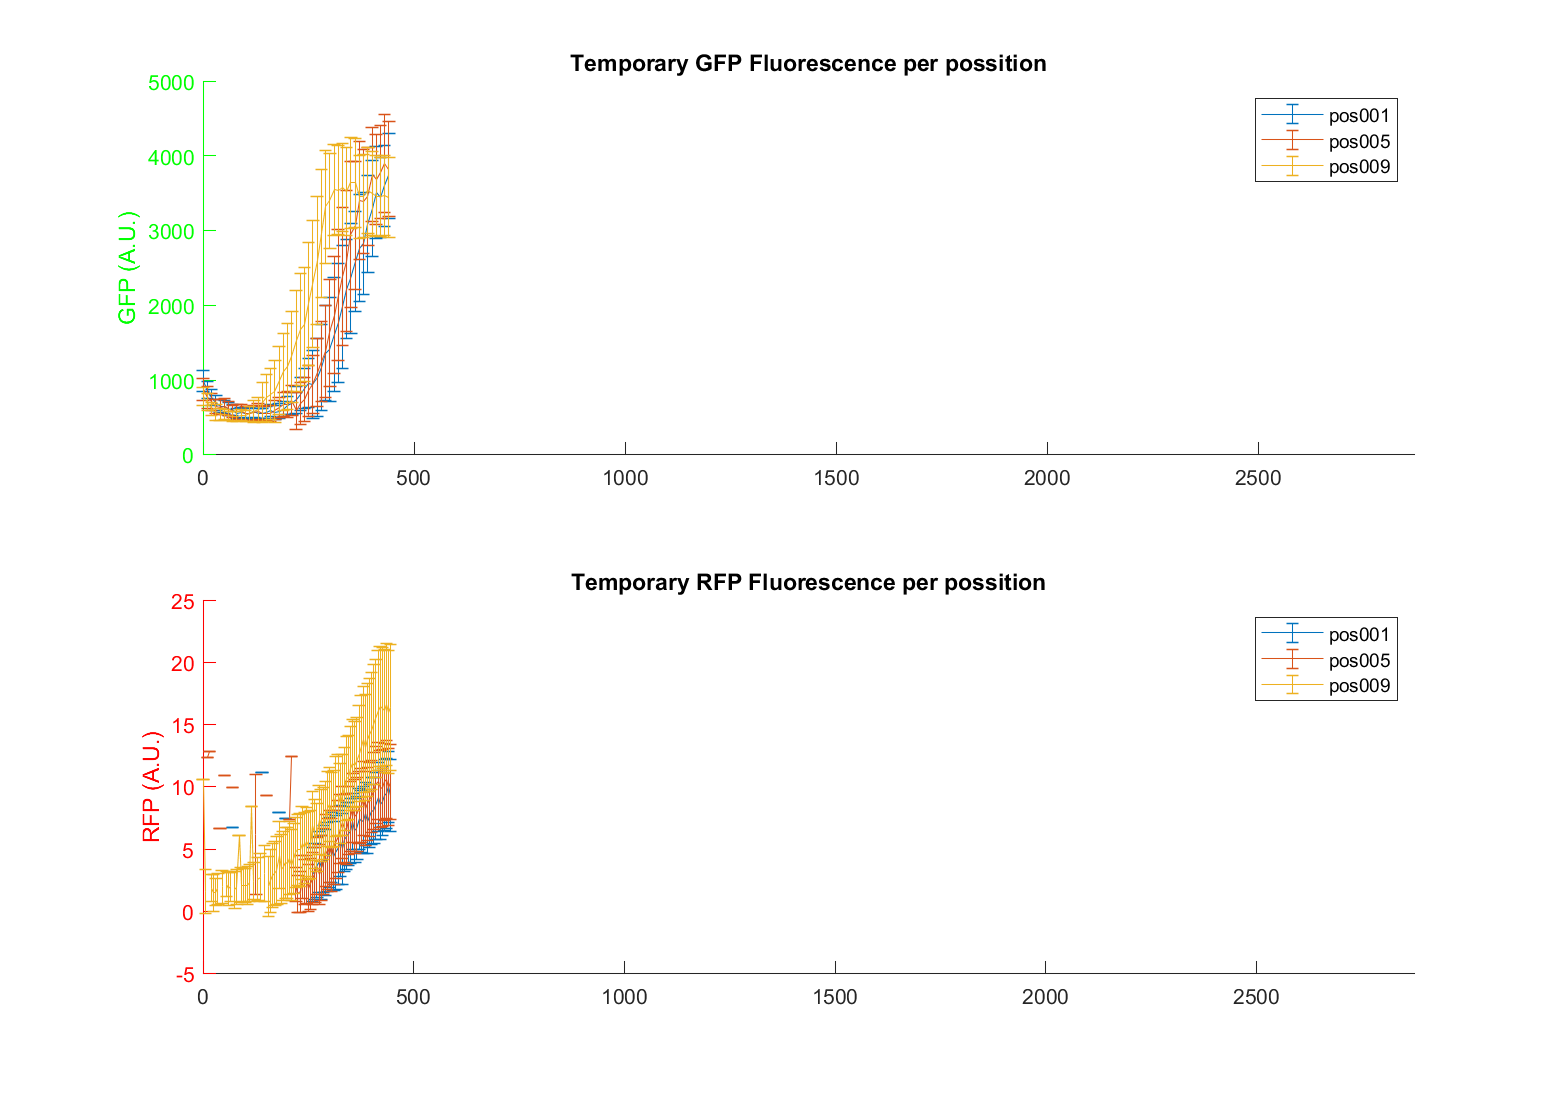 Temporary GFP Fluorescence per possition
GFP (A.U.)
5000
4000
3000
2000
1000
0
0 500 1000 1500 2000 2500
pos001
pos005
pos009
Temporary RFP Fluorescence per possition
RFP (A.U.)
25
20
15
10
5
0
-5
0 500 1000 1500 2000 2500
pos001
pos005
pos009